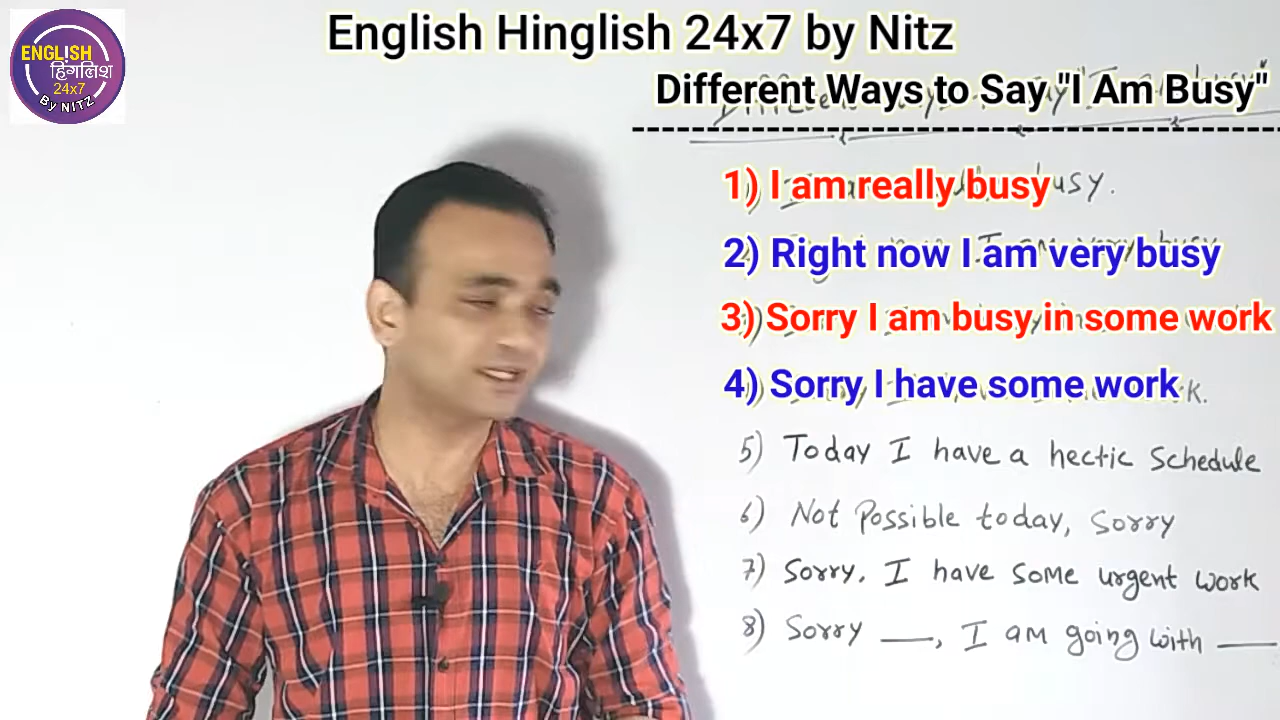 ENGLISH
हिंगलिश
24x7
BY NITZ
English Hinglish 24x7 by Nitz
Different Ways to Say "I Am Busy"
1) I am really busy
2) Right now I am very busy
3) Sorry I am busy in some work
4) Sorry I have some work
5) Today I have a hectic Schedule
6) Not Possible today, Sorry
7) Sorry. I have some urgent work
8) Sorry ___, I am going with ___